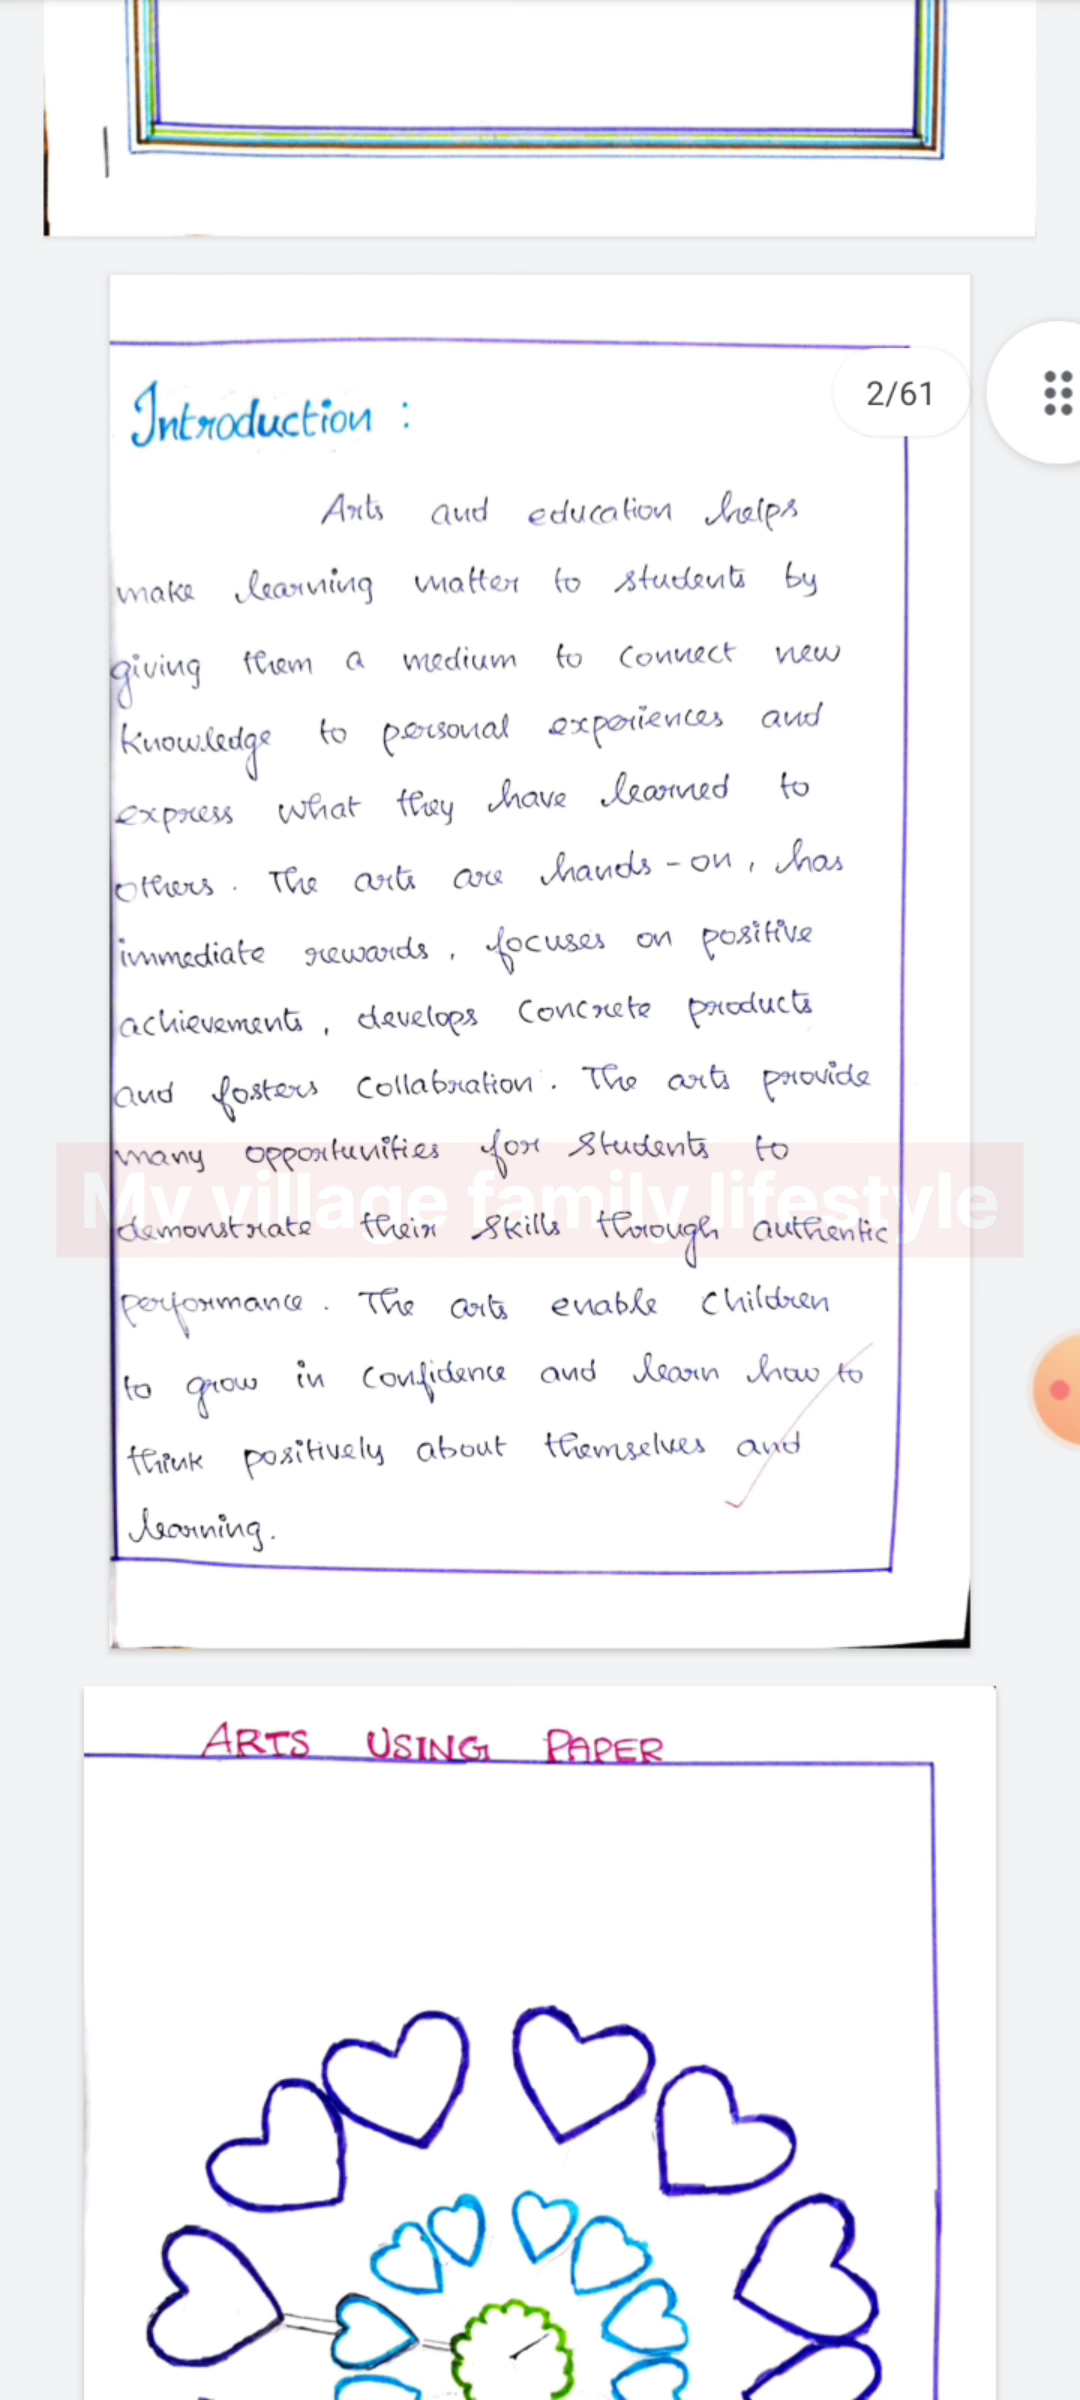 2/61
Introduction :
Arts and education helps
make learning matter to students by
giving them a medium to connect new
knowledge to personal experiences and
express what they have learned to
others. The arts are hands-on, has
immediate rewards, focuses on positive
achievements, develops concrete products
and fosters collabration. The arts provide
many opportunities for students to
My village family lifestyle
demonstrate their skills through authentic
performance. The arts enable children
to grow in confidence and learn how to
think positively about themselves and
learning.
ARTS USING PAPER